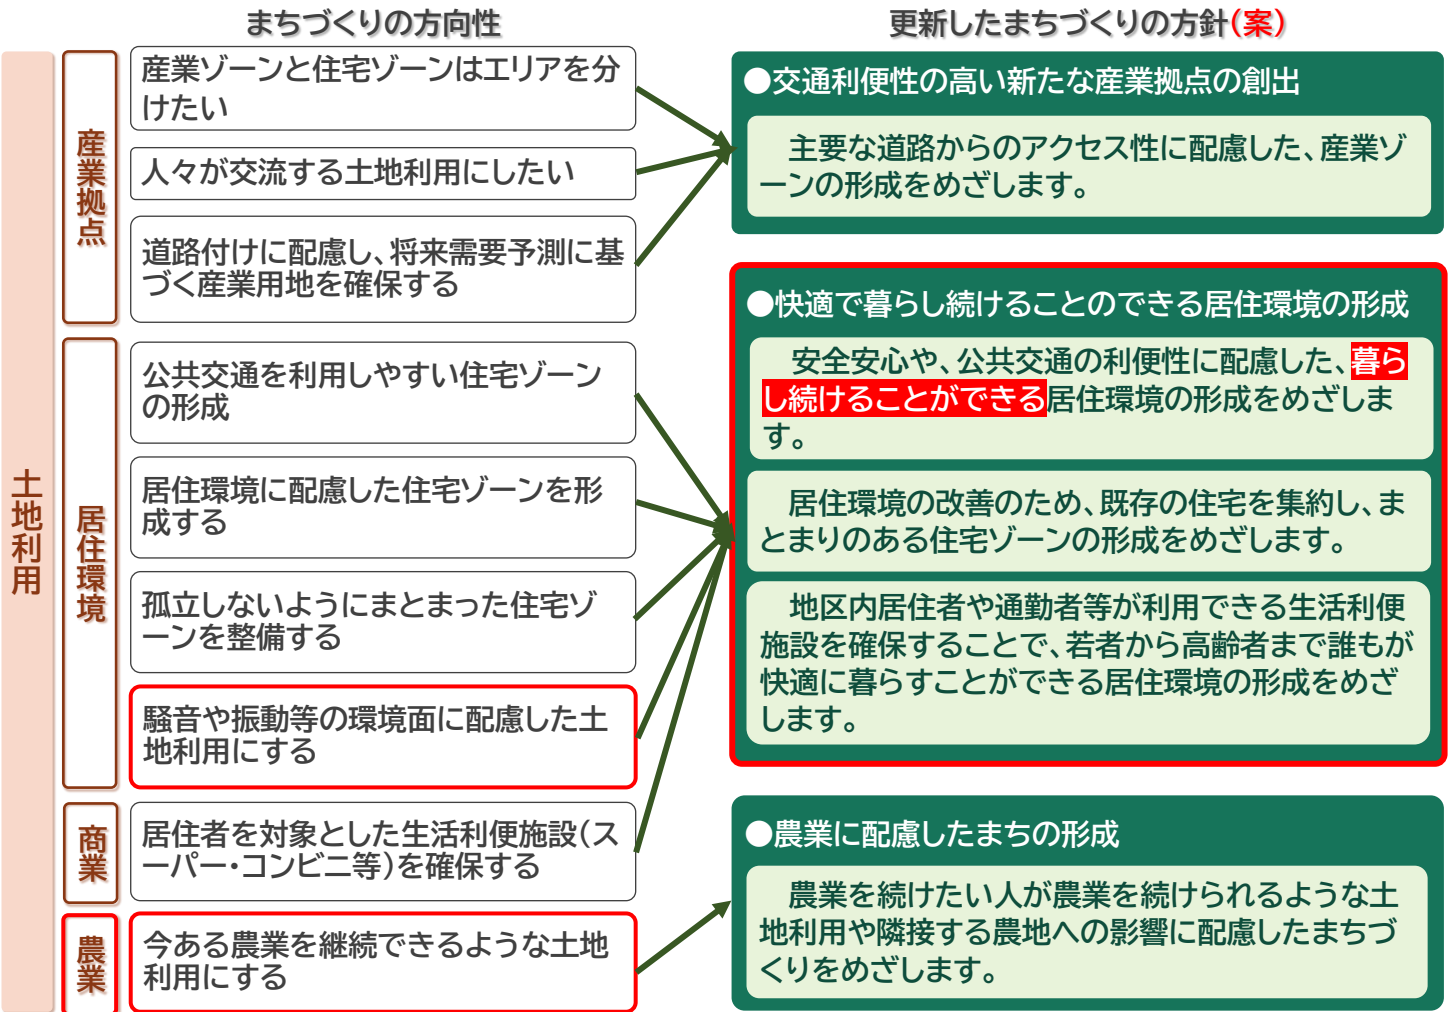 まちづくりの方向性
更新したまちづくりの方針(案)
土地利用
産業拠点
産業ゾーンと住宅ゾーンはエリアを分
けたい
人々が交流する土地利用にしたい
道路付けに配慮し、将来需要予測に基
づく産業用地を確保する
居住環境
公共交通を利用しやすい住宅ゾーン
の形成
居住環境に配慮した住宅ゾーンを形
成する
孤立しないようにまとまった住宅ゾ
ーンを整備する
騒音や振動等の環境面に配慮した土
地利用にする
商業
居住者を対象とした生活利便施設(ス
ーパー・コンビニ等)を確保する
農業
今ある農業を継続できるような土地
利用にする
●交通利便性の高い新たな産業拠点の創出
主要な道路からのアクセス性に配慮した、産業ゾ
ーンの形成をめざします。
●快適で暮らし続けることのできる居住環境の形成
安全安心や、公共交通の利便性に配慮した、暮ら
し続けることができる居住環境の形成をめざしま
す。
居住環境の改善のため、既存の住宅を集約し、ま
とまりのある住宅ゾーンの形成をめざします。
地区内居住者や通勤者等が利用できる生活利便
施設を確保することで、若者から高齢者まで誰もが
快適に暮らすことができる居住環境の形成をめざ
します。
●農業に配慮したまちの形成
農業を続けたい人が農業を続けられるような土
地利用や隣接する農地への影響に配慮したまちづ
くりをめざします。